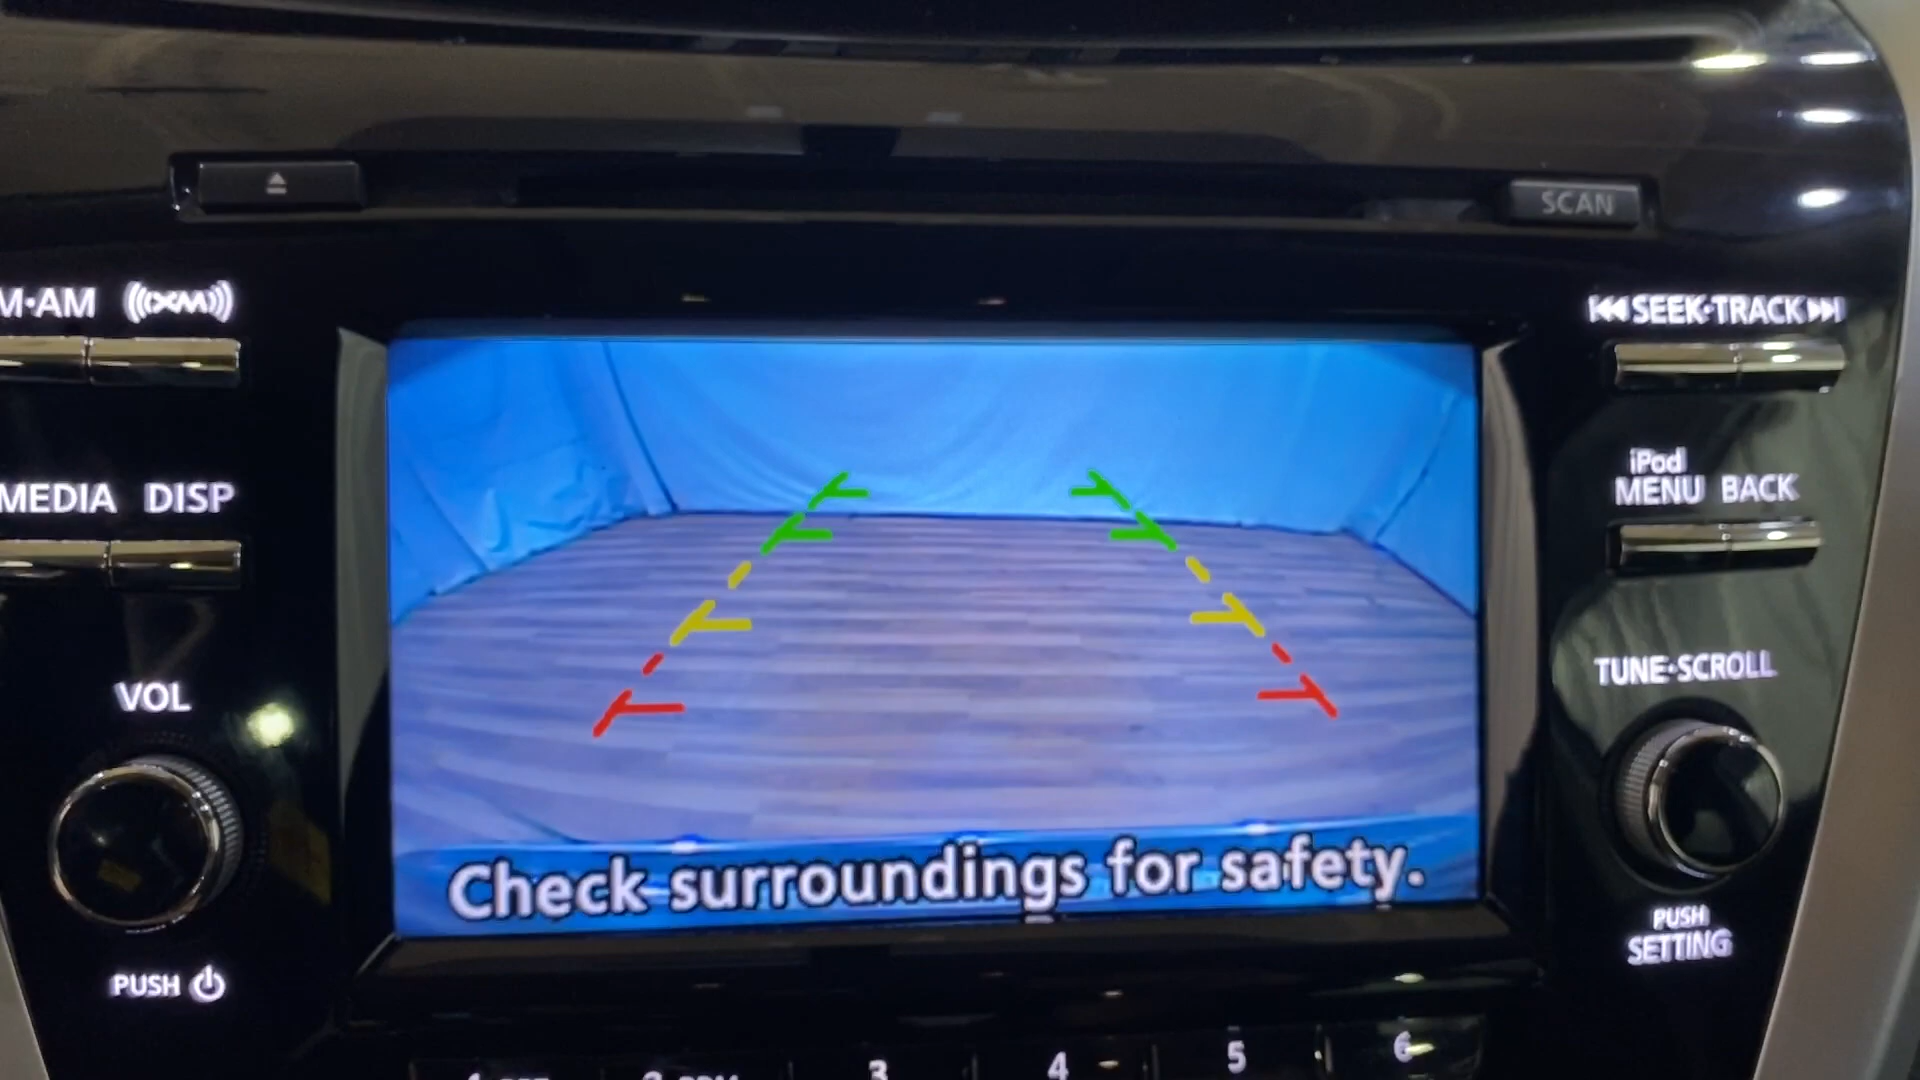 SCAN
M·AM XM
SEEK·TRACK
MEDIA DISP
iPod
MENU BACK
VOL
TUNE·SCROLL
Check surroundings for safety.
PUSH
SETTING
PUSH
3 4 5 6